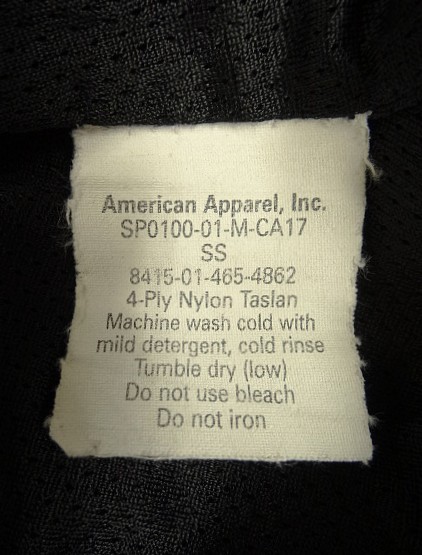 American Apparel, Inc.
SP0100-01-M-CA17
SS
8415-01-465-4862
4-Ply Nylon Taslan
Machine wash cold with
mild detergent, cold rinse
Tumble dry (low)
Do not use bleach
Do not iron